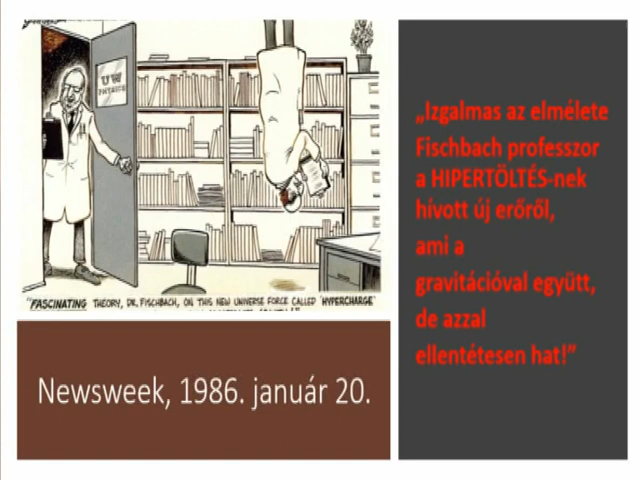 UW
PHYSICS
"FASCINATING THEORY, DR. FISCHBACH, ON THIS NEW UNIVERSE FORCE CALLED 'HYPERCHARGE'
Newsweek, 1986. január 20.
„Izgalmas az elmélete
Fischbach professzor
a HIPERTÖLTÉS-nek
hívott új erőről,
ami a
gravitációval együtt,
de azzal
ellentétesen hat!”